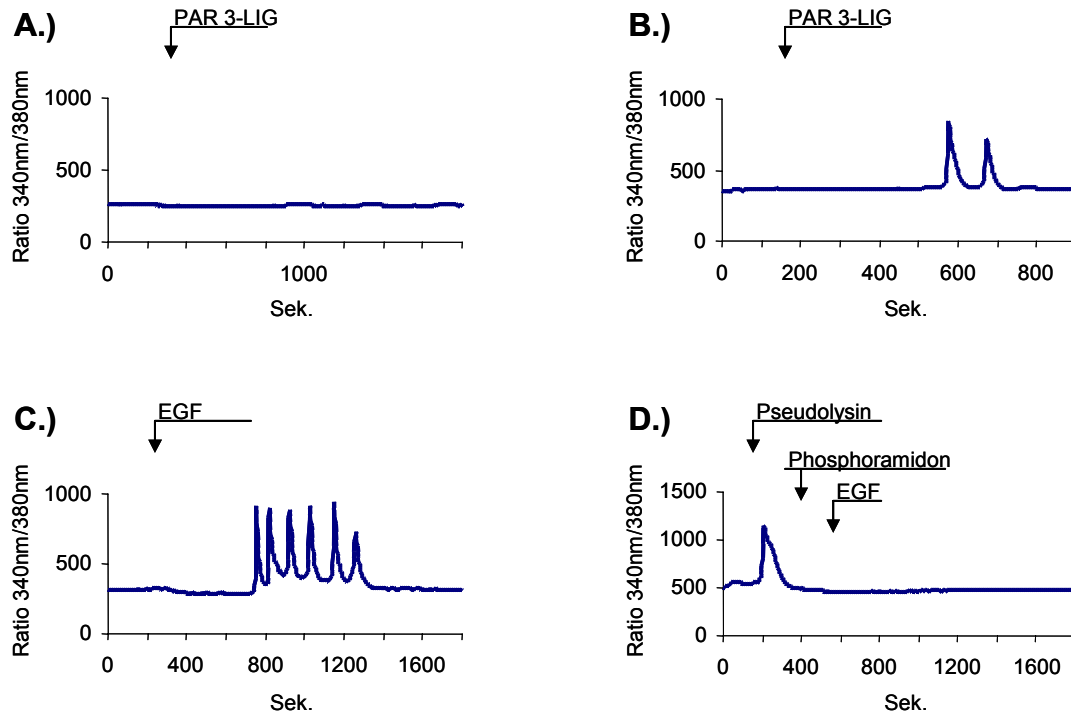 A.)
PAR 3-LIG
Ratio 340nm/380nm
1000
500
0
0 1000
Sek.
B.)
PAR 3-LIG
Ratio 340nm/380nm
1000
500
0
0 200 400 600 800
Sek.
C.)
EGF
Ratio 340nm/380nm
1000
500
0
0 400 800 1200 1600
Sek.
D.)
Pseudolysin
Phosphoramidon
EGF
Ratio 340nm/380nm
1500
1000
500
0
0 400 800 1200 1600
Sek.